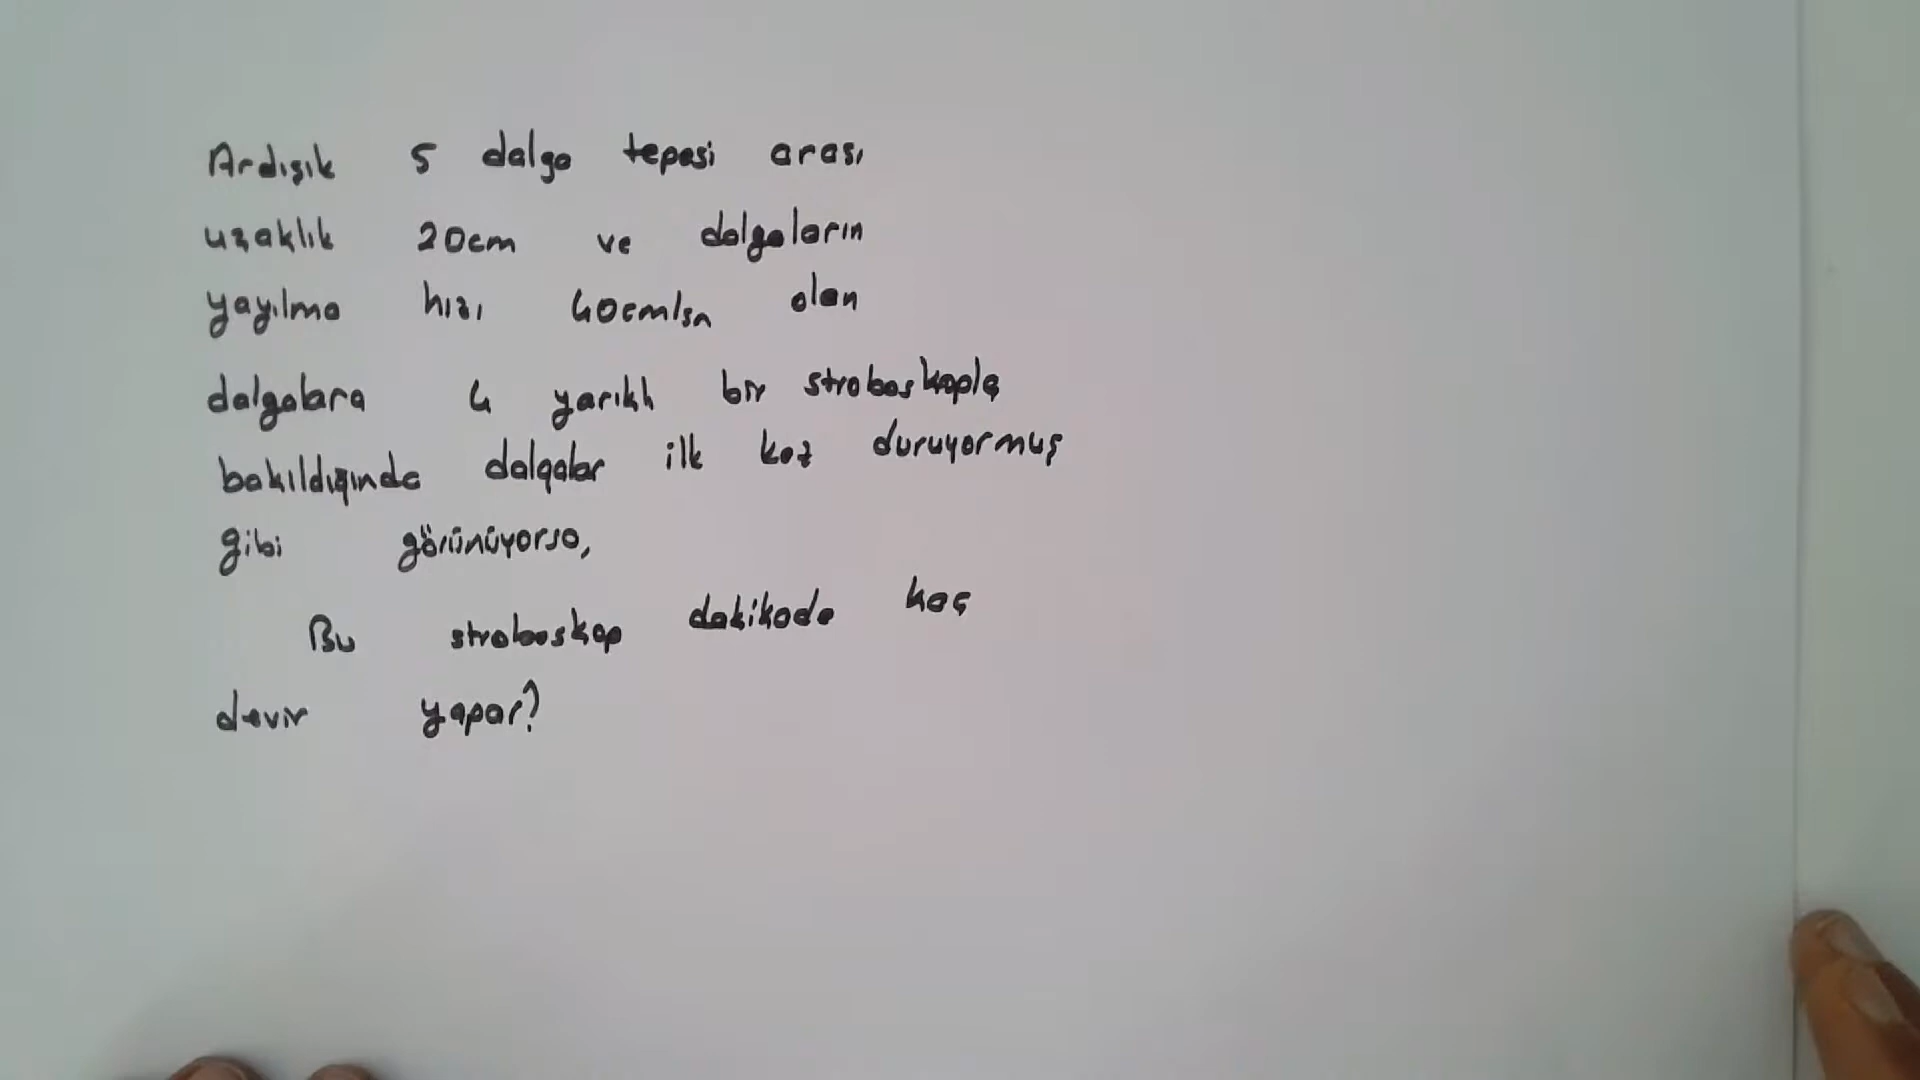 Ardışık 5 dalga tepesi arası
uzaklık 20cm ve dalgaların
yayılma hızı 40cm/sn olan
dalgalara 4 yarıklı bir stroboskopla
bakıldığında dalgalar ilk kez duruyormuş
gibi görünüyorsa,
Bu stroboskop dakikada kaç
devir yapar?